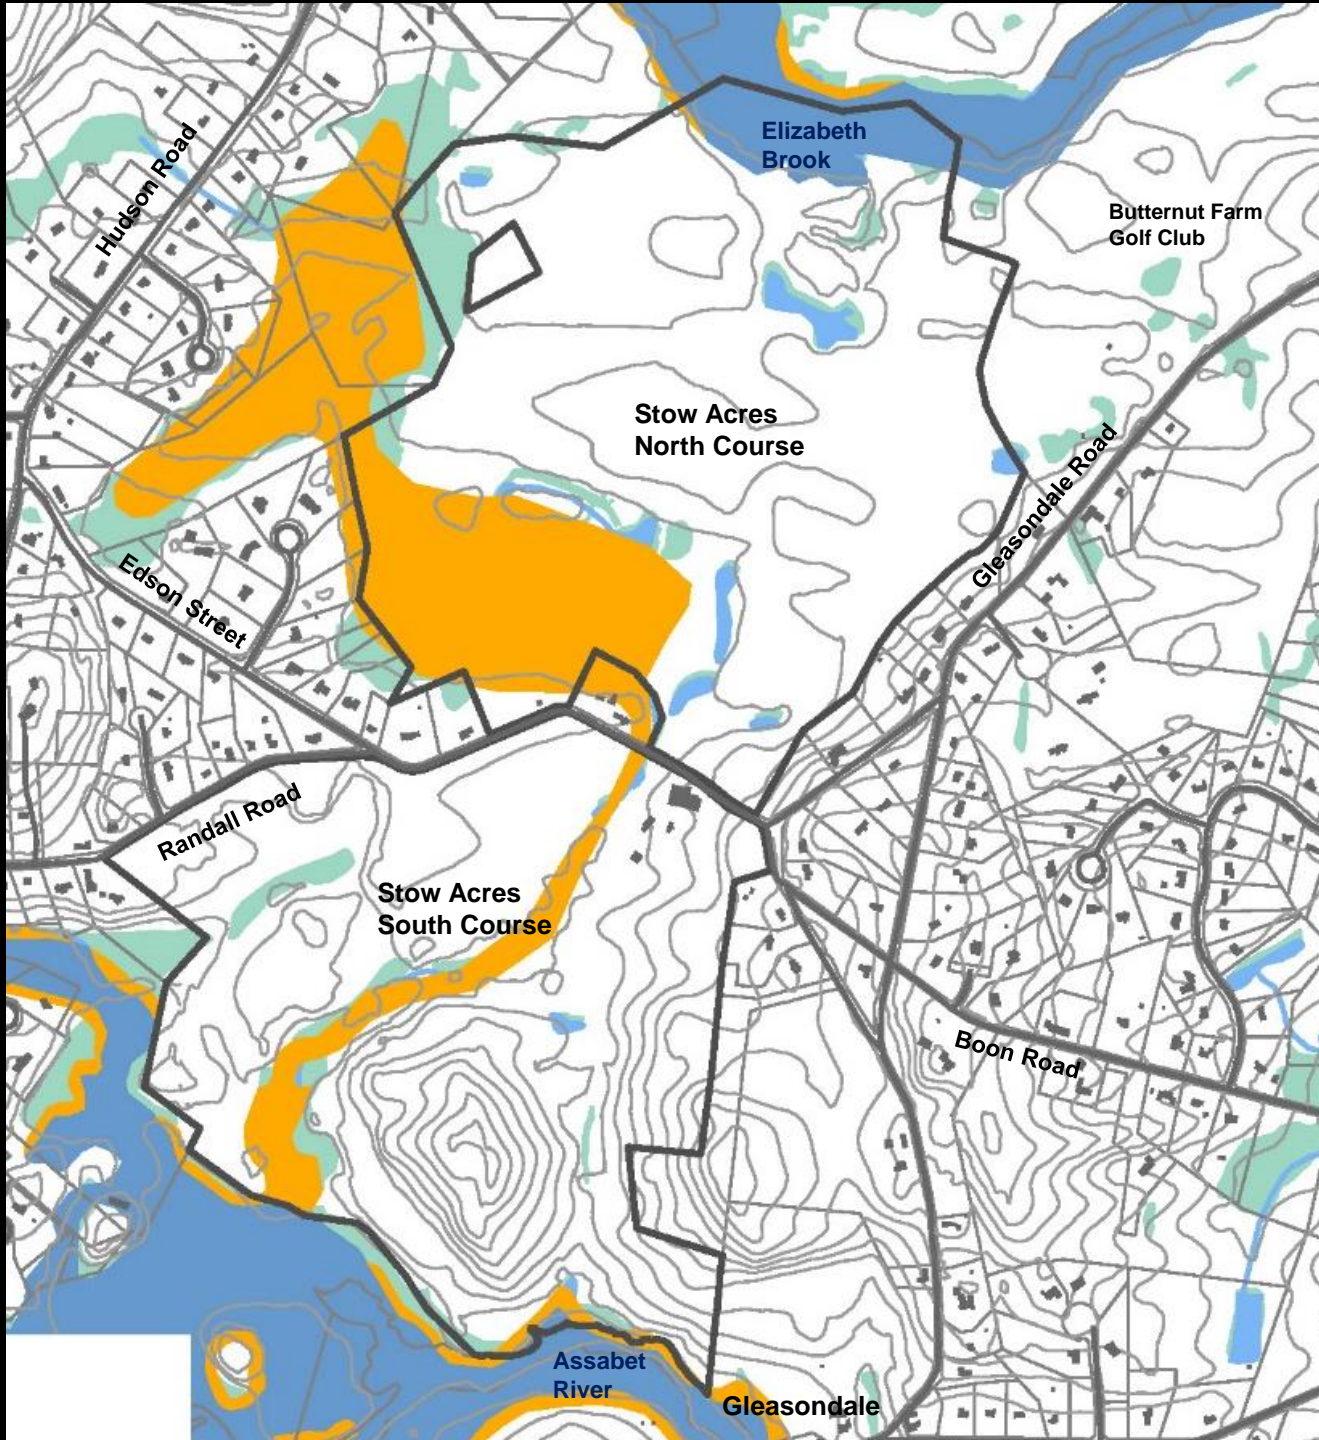 Elizabeth
Brook
Hudson Road
Butternut Farm
Golf Club
Stow Acres
North Course
Gleasondale Road
Edson Street
Randall Road
Stow Acres
South Course
Boon Road
Assabet
River
Gleasondale